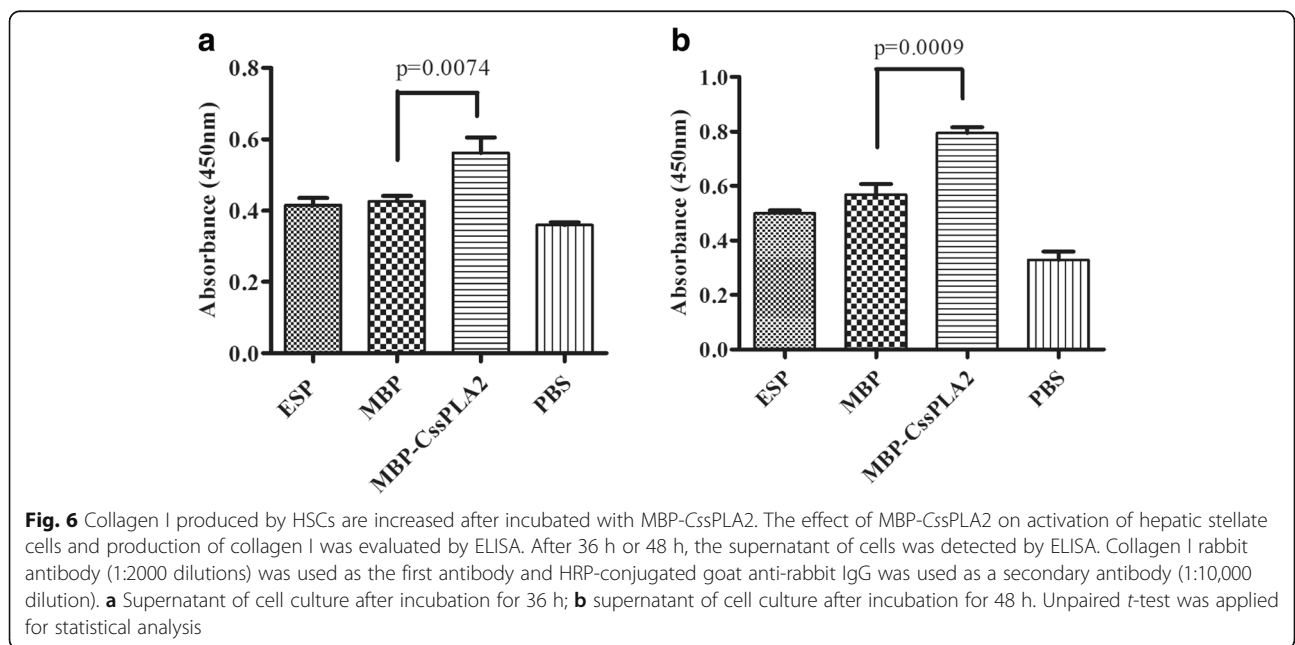 a
p=0.0074
0.8
0.6
0.4
0.2
0.0
Absorbance (450nm)
ESP
MBP
MBP-CssPLA2
PBS
b
p=0.0009
1.0
0.8
0.6
0.4
0.2
0.0
Absorbance (450nm)
ESP
MBP
MBP-CssPLA2
PBS
Fig. 6 Collagen I produced by HSCs are increased after incubated with MBP-CssPLA2. The effect of MBP-CssPLA2 on activation of hepatic stellate
cells and production of collagen I was evaluated by ELISA. After 36 h or 48 h, the supernatant of cells was detected by ELISA. Collagen I rabbit
antibody (1:2000 dilutions) was used as the first antibody and HRP-conjugated goat anti-rabbit IgG was used as a secondary antibody (1:10,000
dilution). a Supernatant of cell culture after incubation for 36 h; b supernatant of cell culture after incubation for 48 h. Unpaired t-test was applied
for statistical analysis